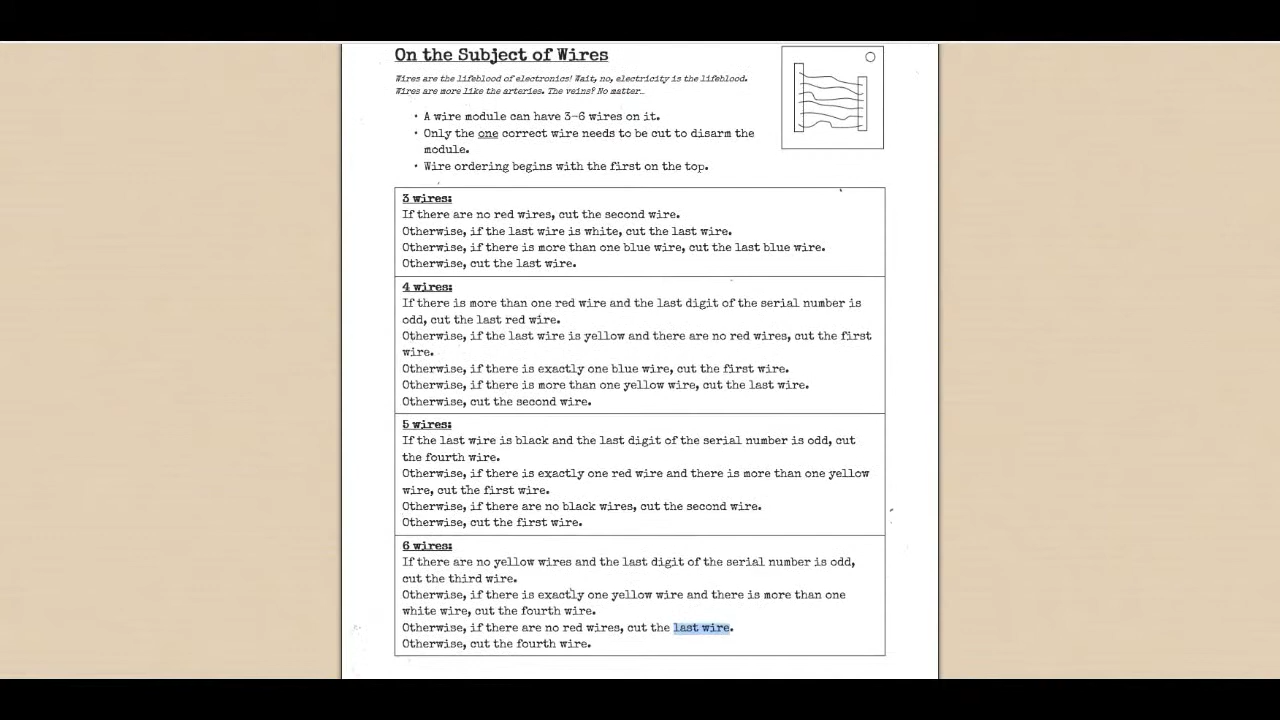 On the Subject of Wires
Wires are the lifeblood of electronics! Wait, no, electricity is the lifeblood.
Wires are more like the arteries. The veins? No matter…
• A wire module can have 3-6 wires on it.
• Only the one correct wire needs to be cut to disarm the
module.
• Wire ordering begins with the first on the top.
3 wires:
If there are no red wires, cut the second wire.
Otherwise, if the last wire is white, cut the last wire.
Otherwise, if there is more than one blue wire, cut the last blue wire.
Otherwise, cut the last wire.
4 wires:
If there is more than one red wire and the last digit of the serial number is
odd, cut the last red wire.
Otherwise, if the last wire is yellow and there are no red wires, cut the first
wire.
Otherwise, if there is exactly one blue wire, cut the first wire.
Otherwise, if there is more than one yellow wire, cut the last wire.
Otherwise, cut the second wire.
5 wires:
If the last wire is black and the last digit of the serial number is odd, cut
the fourth wire.
Otherwise, if there is exactly one red wire and there is more than one yellow
wire, cut the first wire.
Otherwise, if there are no black wires, cut the second wire.
Otherwise, cut the first wire.
6 wires:
If there are no yellow wires and the last digit of the serial number is odd,
cut the third wire.
Otherwise, if there is exactly one yellow wire and there is more than one
white wire, cut the fourth wire.
Otherwise, if there are no red wires, cut the last wire.
Otherwise, cut the fourth wire.